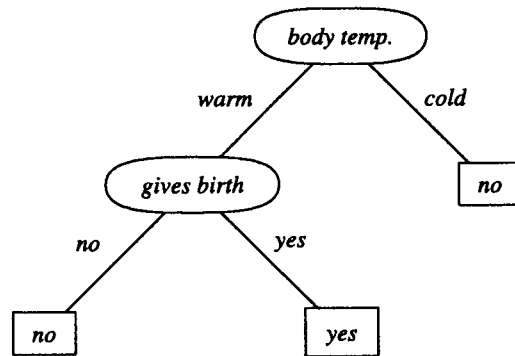 body temp.
warm
cold
gives birth
no
no
yes
no
yes